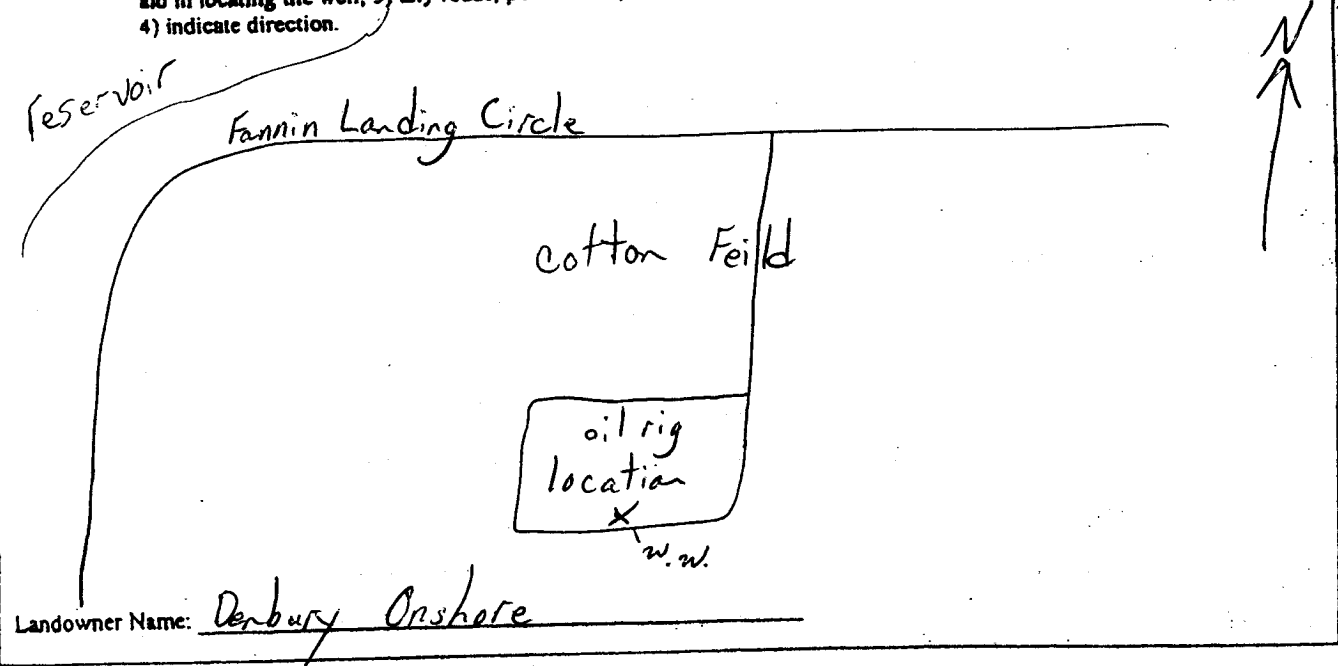 4) indicate direction.
N
reservoir
Fannin Landing Circle
cotton Feild
oil rig
location
X
w.w.
Landowner Name: Denbury Onshore